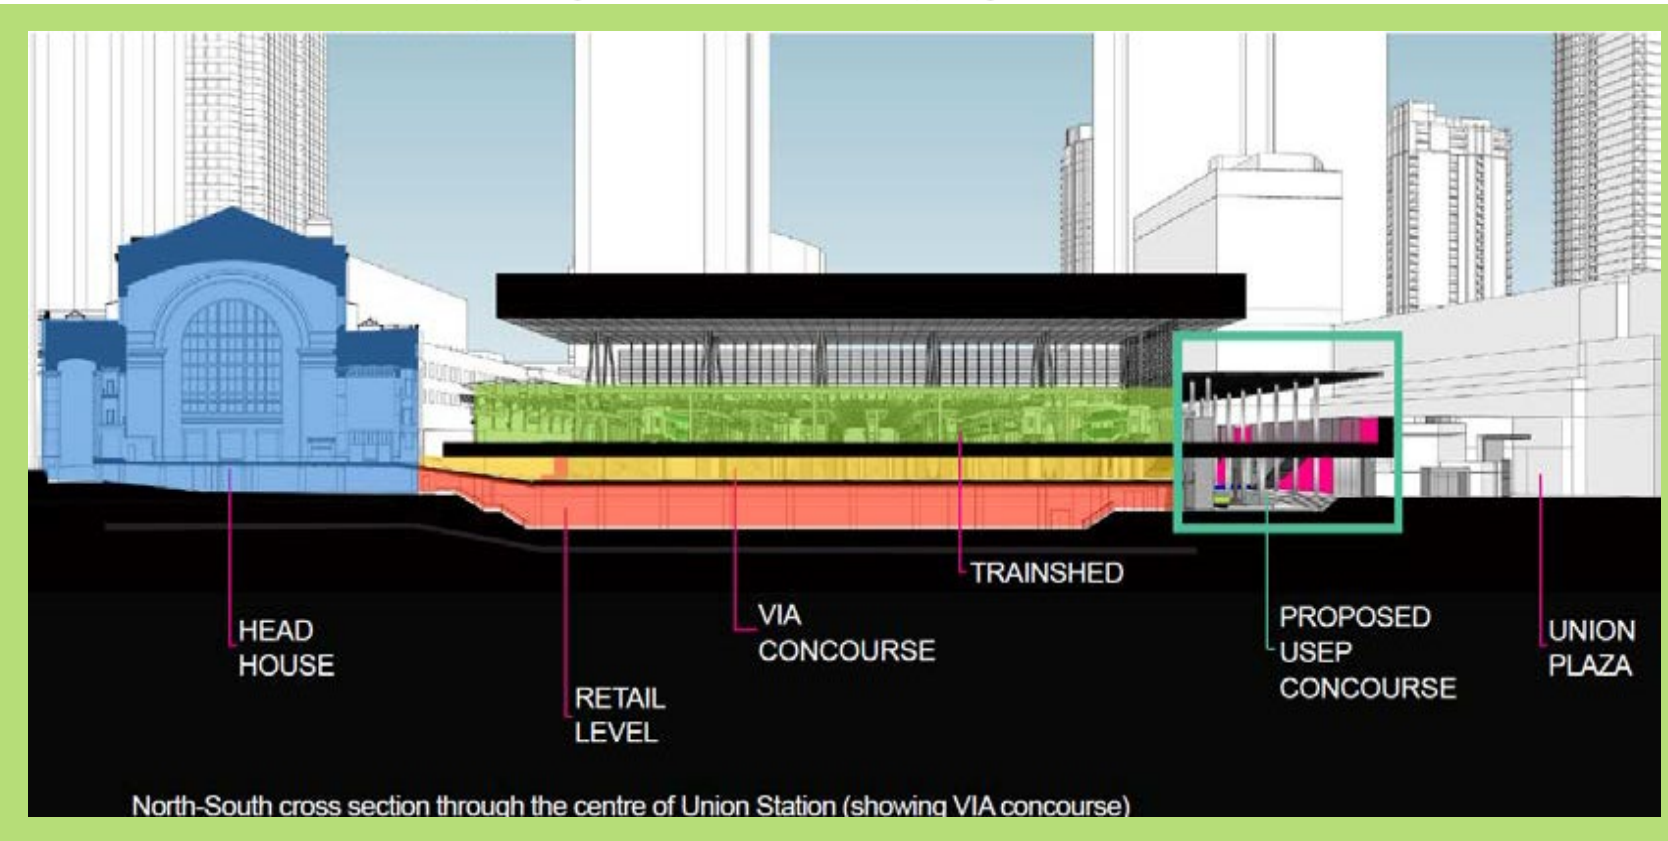 TRAINSHED
HEAD
HOUSE
RETAIL
LEVEL
VIA
CONCOURSE
PROPOSED
USEP
CONCOURSE
UNION
PLAZA
North-South cross section through the centre of Union Station (showing VIA concourse)